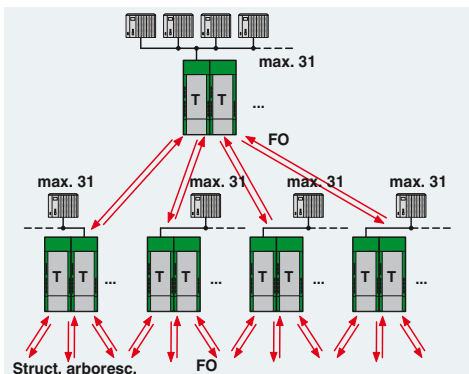 max. 31
T T ...
FO
max. 31 max. 31 max. 31 max. 31
T T ... T T ... T T ... T T ...
Struct. arboresc. FO